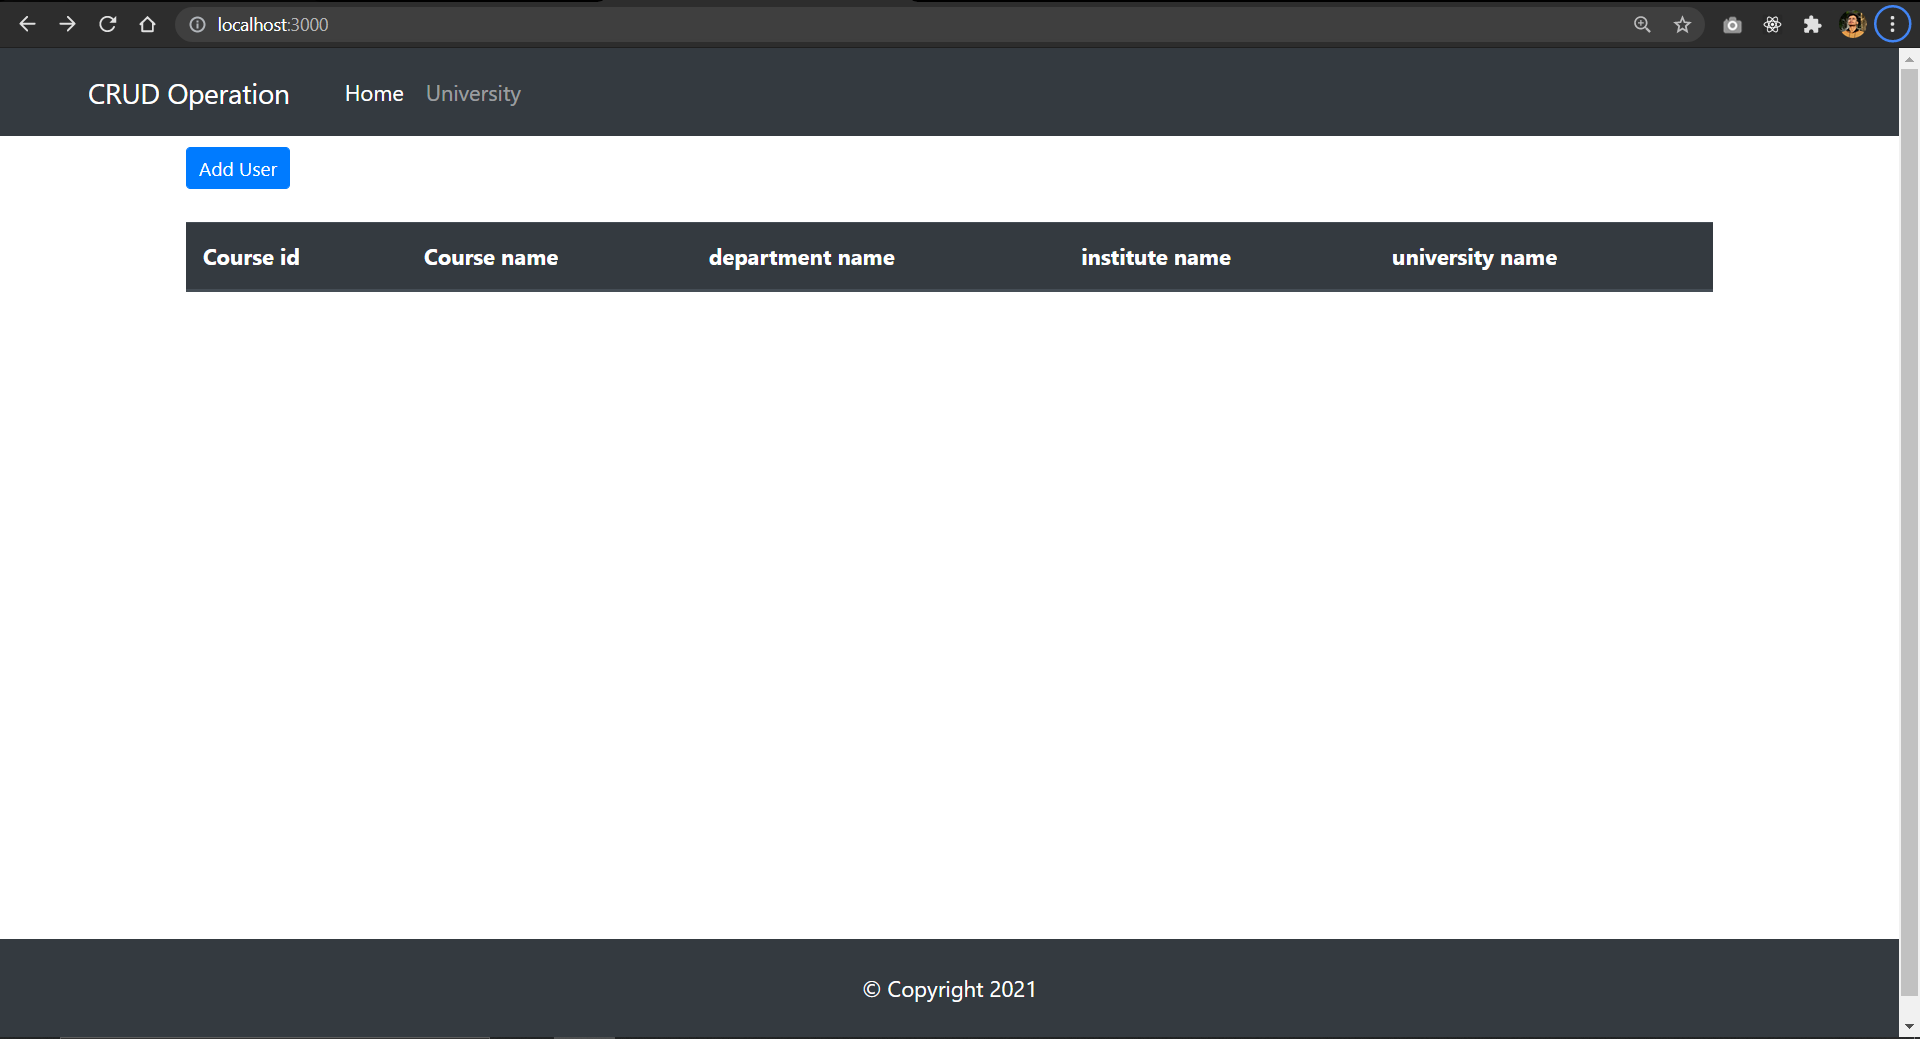 localhost:3000
CRUD Operation Home University
Add User
Course id Course name department name institute name university name
© Copyright 2021